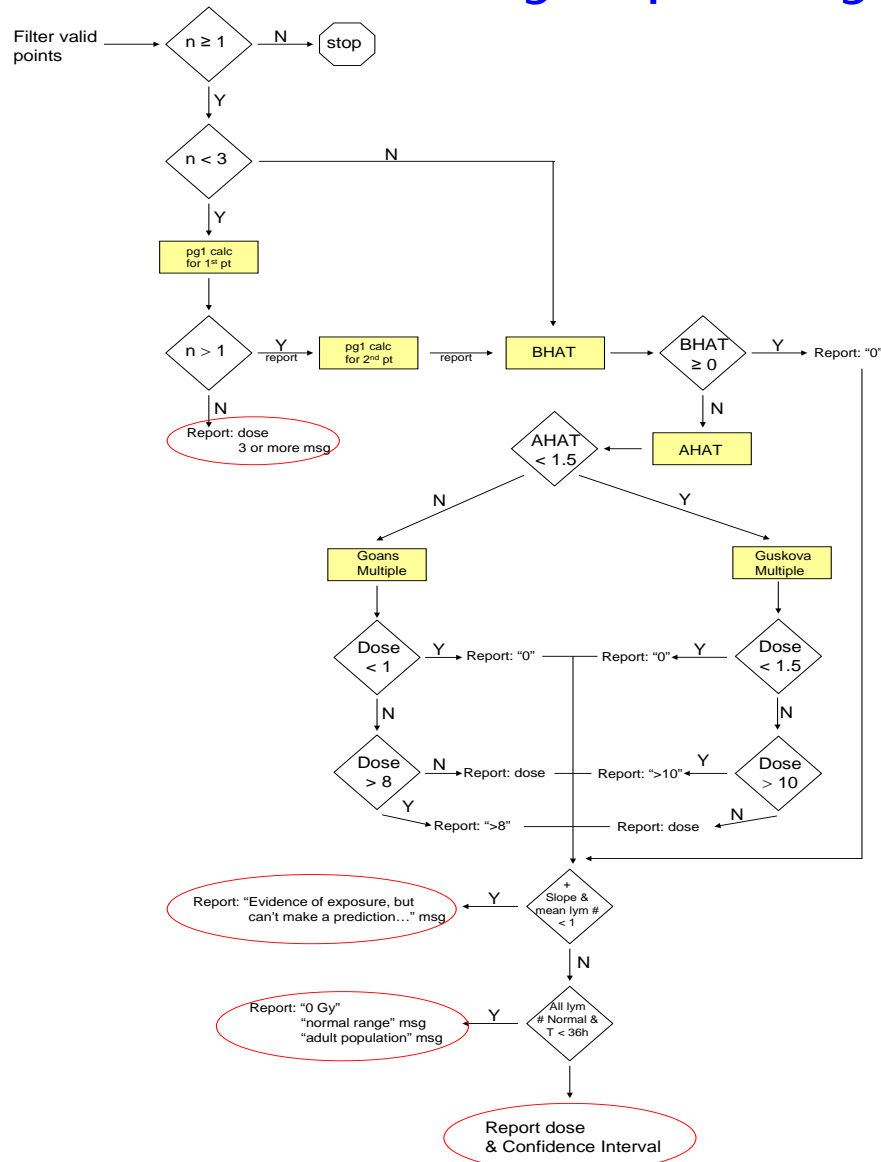 Filter valid
points
n ≥ 1
N
stop
Y
n < 3
N
Y
pg1 calc
for 1st pt
n > 1
Y
report
pg1 calc
for 2nd pt
report
BHAT
BHAT
≥ 0
Y
Report: “0”
N
N
Report: dose
3 or more msg
AHAT
< 1.5
AHAT
N
Y
Goans
Multiple
Guskova
Multiple
Dose
< 1
Y
Report: “0”
Report: “0”
Y
Dose
< 1.5
N
N
Dose
> 8
N
Report: dose
Report: “>10”
Y
Dose
> 10
Y
Report: “>8”
Report: dose
N
+
Slope &
mean lym #
< 1
Y
Report: “Evidence of exposure, but
can’t make a prediction…” msg
N
All lym
# Normal &
T < 36h
Y
Report: “0 Gy”
“normal range” msg
“adult population” msg
Report dose
& Confidence Interval